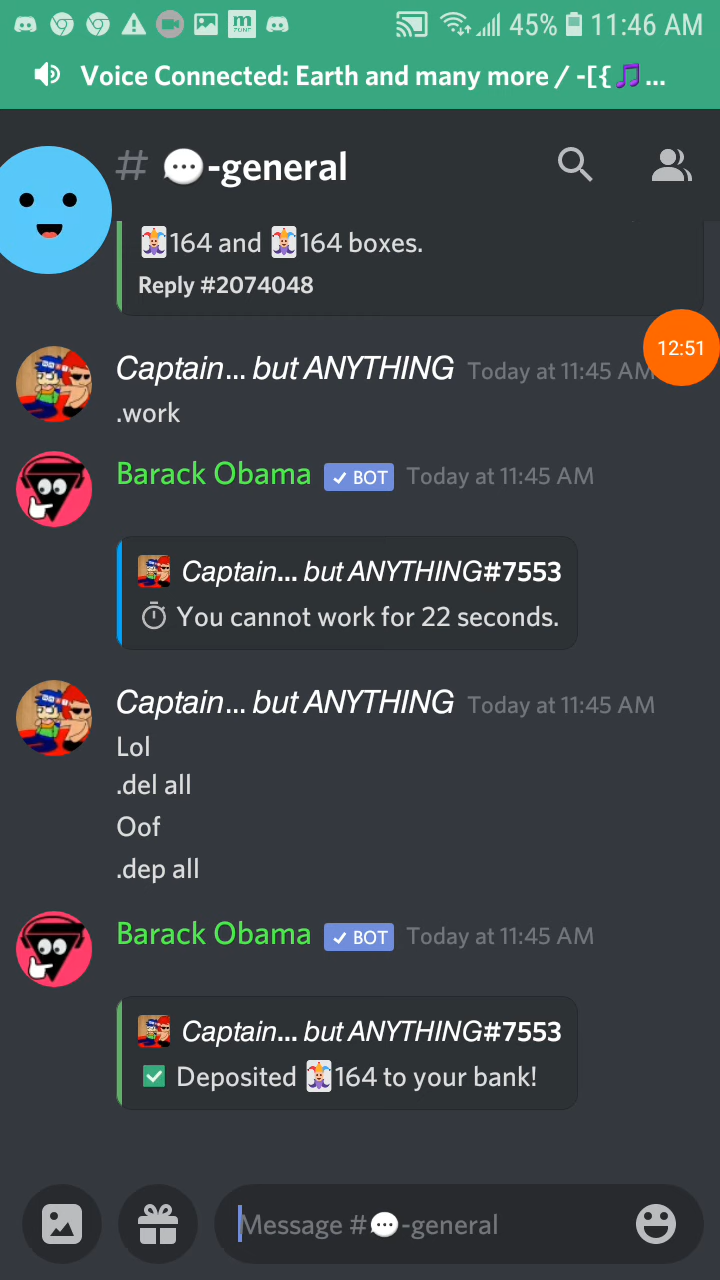 45% 11:46 AM
Voice Connected: Earth and many more / -[{🎵...
# 💬-general
🃏164 and 🃏164 boxes.
Reply #2074048
12:51
Captain... but ANYTHING Today at 11:45 AM
.work
Barack Obama ✓ BOT Today at 11:45 AM
Captain... but ANYTHING#7553
⏱ You cannot work for 22 seconds.
Captain... but ANYTHING Today at 11:45 AM
Lol
.del all
Oof
.dep all
Barack Obama ✓ BOT Today at 11:45 AM
Captain... but ANYTHING#7553
✅ Deposited 🃏164 to your bank!
Message #💬-general